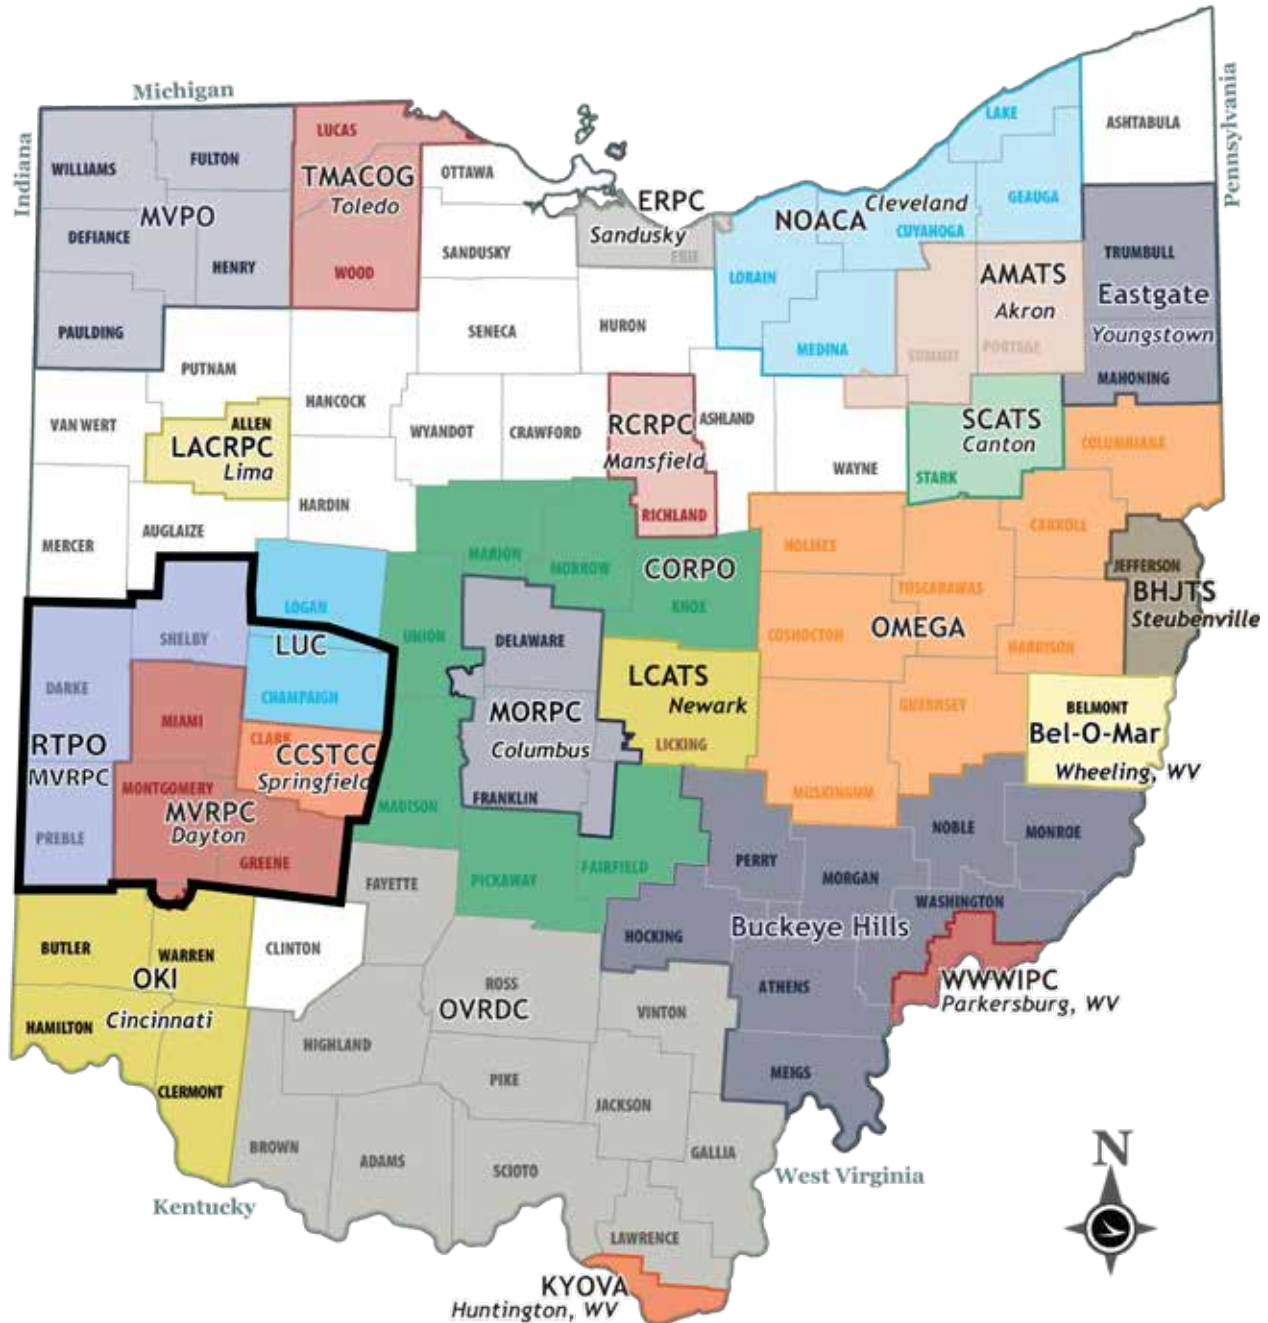 Michigan
Indiana
Pennsylvania
LAKE
ASHTABULA
LUCAS
FULTON
WILLIAMS
OTTAWA
TMACOG
Toledo
ERPC
Sandusky
ERIE
NOACA
Cleveland
CUYAHOGA
GEAUGA
MVPO
DEFIANCE
HENRY
WOOD
SANDUSKY
LORAIN
AMATS
Akron
TRUMBULL
Eastgate
Youngstown
PAULDING
SENECA
HURON
MEDINA
SUMMIT
PORTAGE
MAHONING
PUTNAM
HANCOCK
VAN WERT
ALLEN
LACRPC
Lima
WYANDOT
CRAWFORD
RCRPC
Mansfield
RICHLAND
ASHLAND
WAYNE
SCATS
Canton
STARK
COLUMBIANA
HARDIN
MERCER
AUGLAIZE
MARION
MORROW
CORPO
KNOX
HOLMES
TUSCARAWAS
CARROLL
JEFFERSON
BHJTS
Steubenville
LOGAN
SHELBY
LUC
CHAMPAIGN
UNION
DELAWARE
COSHOCTON
OMEGA
HARRISON
DARKE
MIAMI
LCATS
Newark
LICKING
GUERNSEY
BELMONT
Bel-O-Mar
Wheeling, WV
RTPO
MVRPC
CLARK
CCSTCC
Springfield
MORPC
Columbus
MONTGOMERY
MVRPC
Dayton
MADISON
FRANKLIN
MUSKINGUM
PREBLE
GREENE
NOBLE
MONROE
FAYETTE
PICKAWAY
FAIRFIELD
PERRY
MORGAN
WASHINGTON
BUTLER
WARREN
CLINTON
HOCKING
Buckeye Hills
OKI
Cincinnati
HAMILTON
ROSS
OVRDC
VINTON
ATHENS
WWWIPC
Parkersburg, WV
HIGHLAND
CLERMONT
PIKE
JACKSON
MEIGS
BROWN
ADAMS
SCIOTO
GALLIA
West Virginia
Kentucky
LAWRENCE
KYOVA
Huntington, WV
N